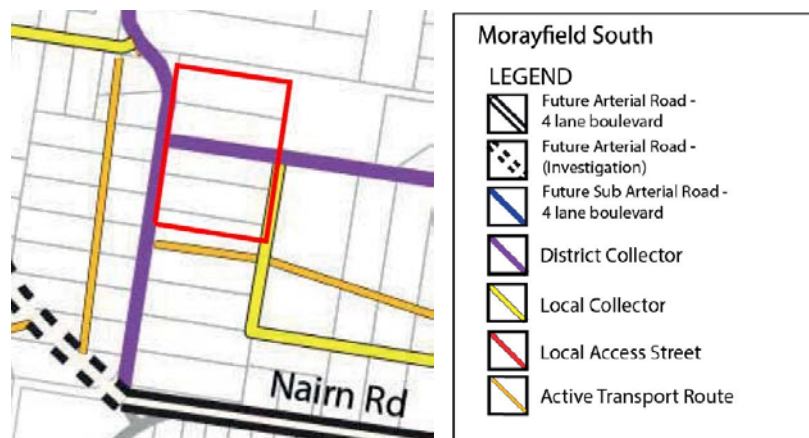 Nairn Rd
Morayfield South
LEGEND
Future Arterial Road -
4 lane boulevard
Future Arterial Road -
(Investigation)
Future Sub Arterial Road -
4 lane boulevard
District Collector
Local Collector
Local Access Street
Active Transport Route